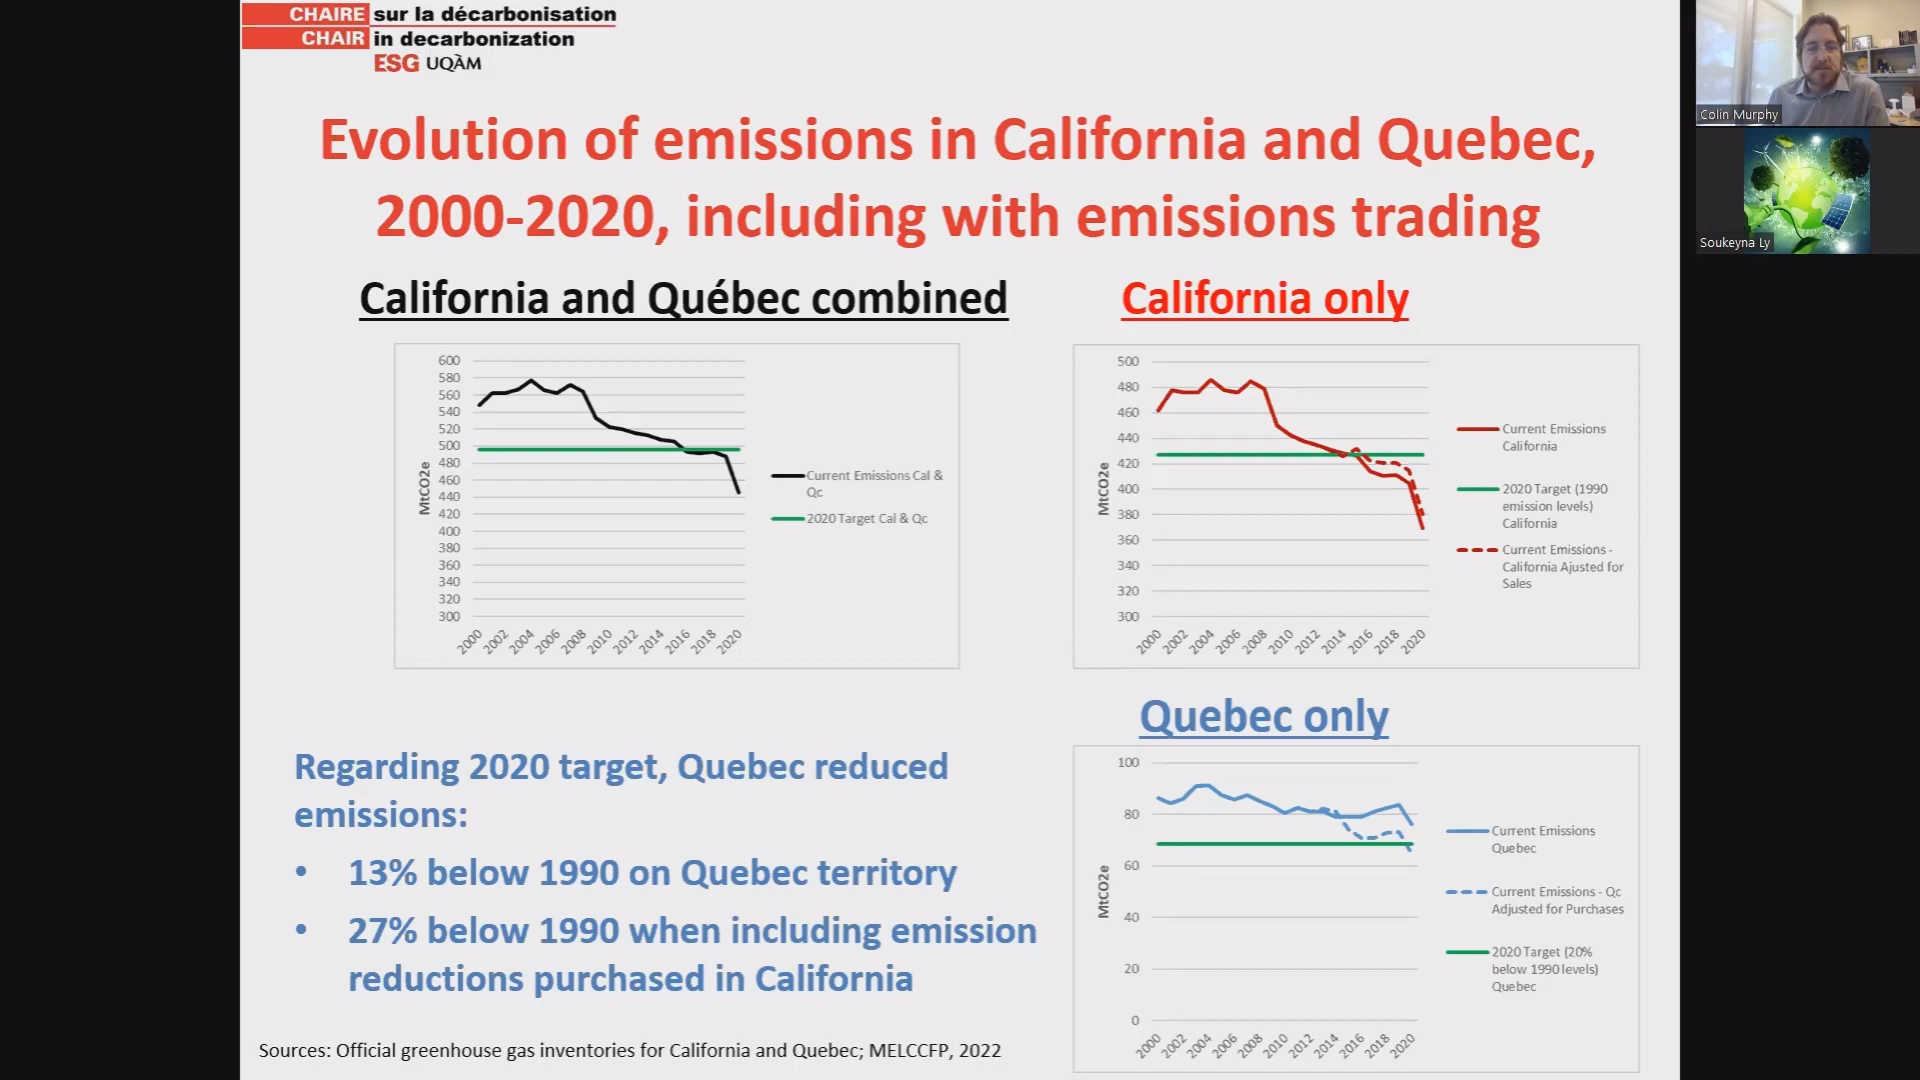 CHAIRE sur la décarbonisation
CHAIR in decarbonization
ESG UQÀM
Evolution of emissions in California and Quebec,
2000-2020, including with emissions trading
California and Québec combined
600
580
560
540
520
500
480
460
440
420
400
380
360
340
320
300
MtCO2e
2000
2002
2004
2006
2008
2010
2012
2014
2016
2018
2020
Current Emissions Cal &
Qc
2020 Target Cal & Qc
California only
500
480
460
440
420
400
380
360
340
320
300
MtCO2e
2000
2002
2004
2006
2008
2010
2012
2014
2016
2018
2020
Current Emissions
California
2020 Target (1990
emission levels)
California
Current Emissions -
California Ajusted for
Sales
Regarding 2020 target, Quebec reduced
emissions:
• 13% below 1990 on Quebec territory
• 27% below 1990 when including emission
reductions purchased in California
Quebec only
100
80
60
40
20
0
MtCO2e
2000
2002
2004
2006
2008
2010
2012
2014
2016
2018
2020
Current Emissions
Quebec
Current Emissions - Qc
Adjusted for Purchases
2020 Target (20%
below 1990 levels)
Quebec
Sources: Official greenhouse gas inventories for California and Quebec; MELCCFP, 2022
Colin Murphy
Soukeyna Ly